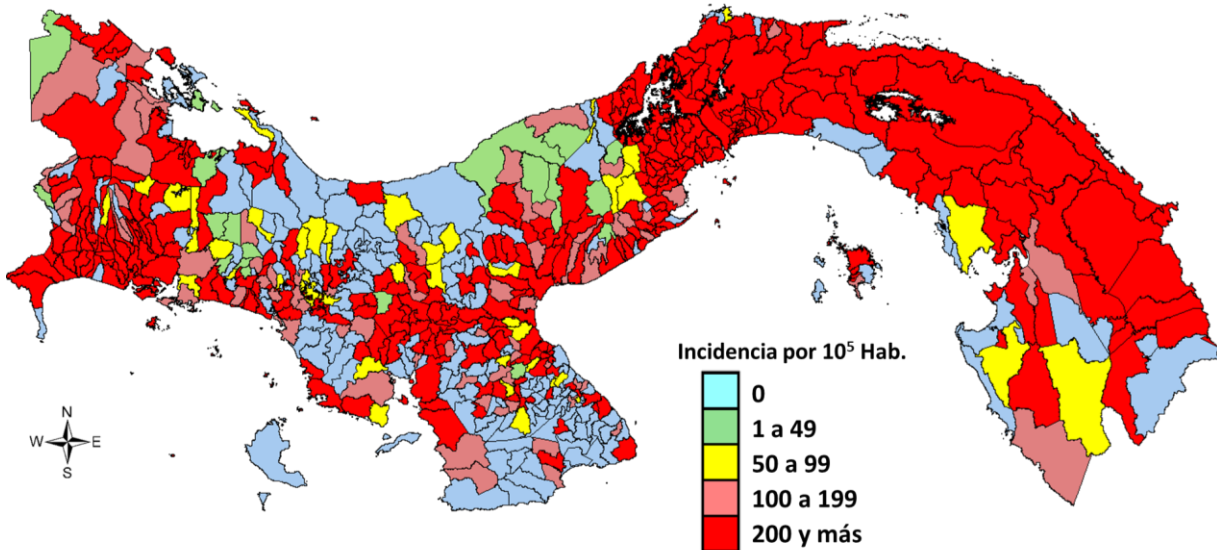 Incidencia por 10⁵ Hab.
0
1 a 49
50 a 99
100 a 199
200 y más
N
W E
S